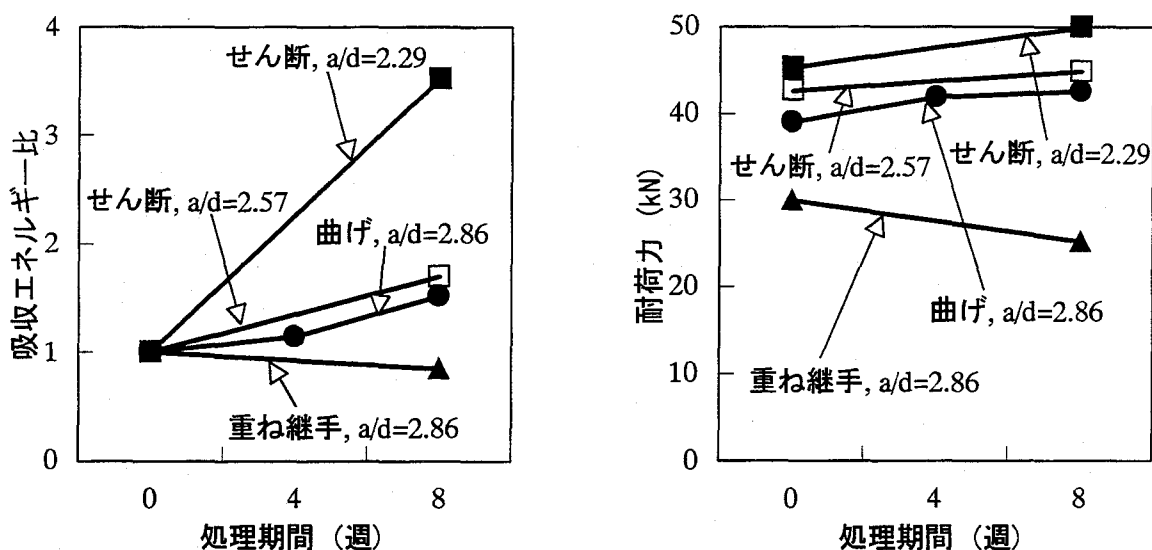 4
3
2
1
0
吸収エネルギー比
せん断, a/d=2.29
せん断, a/d=2.57
曲げ, a/d=2.86
重ね継手, a/d=2.86
0 4 8
処理期間 (週)
50
40
30
20
10
0
耐荷力 (kN)
せん断, a/d=2.57
せん断, a/d=2.29
曲げ, a/d=2.86
重ね継手, a/d=2.86
0 4 8
処理期間 (週)